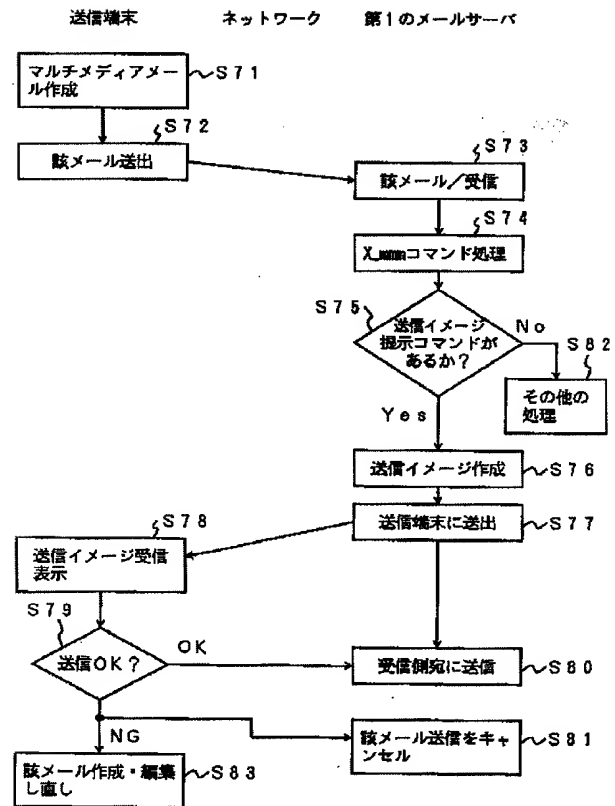 送信端末 ネットワーク 第1のメールサーバ
マルチメディアメー
ル作成
S71
S72
該メール送出
S73
該メール／受信
S74
X_mmmコマンド処理
S75
送信イメージ
提示コマンドが
あるか？
No
S82
その他の
処理
Yes
送信イメージ作成
S76
送信端末に送出
S77
S78
送信イメージ受信
表示
S79
送信OK？
OK
受信側宛に送信
S80
NG
該メール送信をキャ
ンセル
S81
該メール作成・編集
し直し
S83